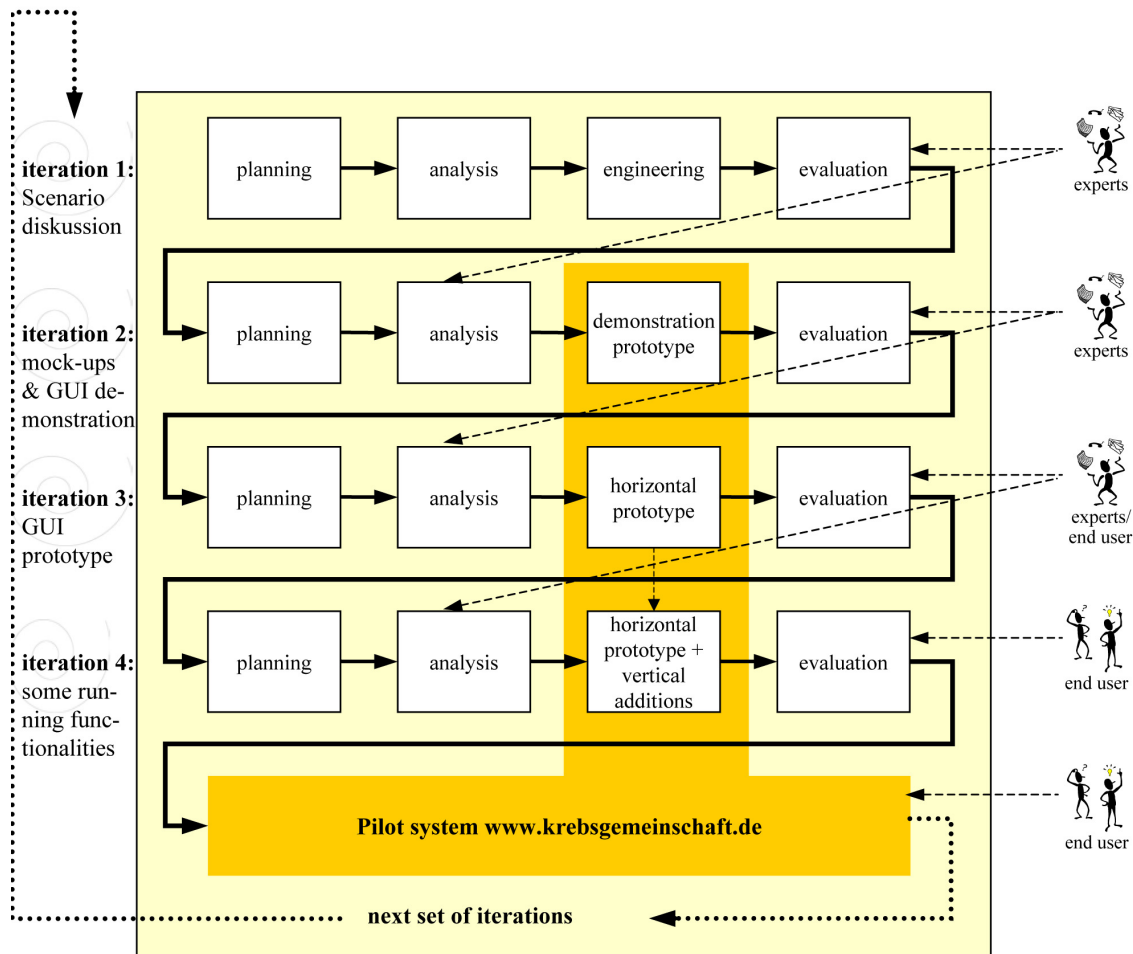 iteration 1:
Scenario
diskussion
planning
analysis
engineering
evaluation
experts
iteration 2:
mock-ups
& GUI de-
monstration
planning
analysis
demonstration
prototype
evaluation
experts
iteration 3:
GUI
prototype
planning
analysis
horizontal
prototype
evaluation
experts/
end user
iteration 4:
some run-
ning func-
tionalities
planning
analysis
horizontal
prototype +
vertical
additions
evaluation
?
end user
Pilot system www.krebsgemeinschaft.de
?
end user
next set of iterations